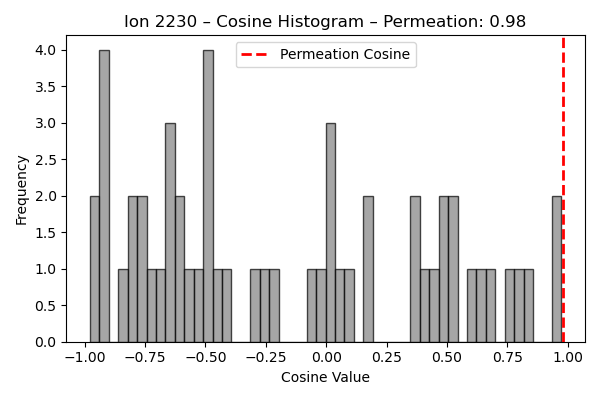 Ion 2230 – Cosine Histogram – Permeation: 0.98
Permeation Cosine
4.0
3.5
3.0
2.5
2.0
1.5
1.0
0.5
0.0
Frequency
−1.00 −0.75 −0.50 −0.25 0.00 0.25 0.50 0.75 1.00
Cosine Value